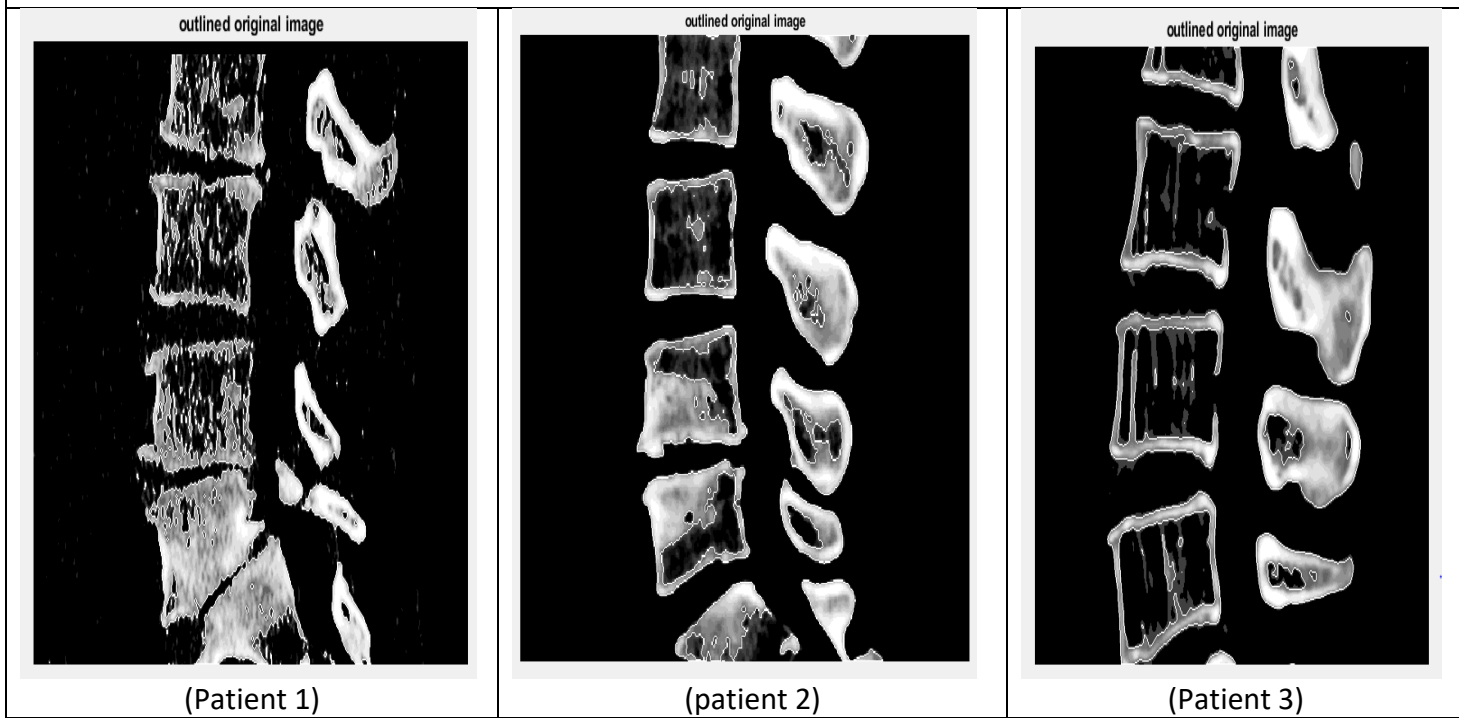 outlined original image
outlined original image
outlined original image
(Patient 1)
(patient 2)
(Patient 3)